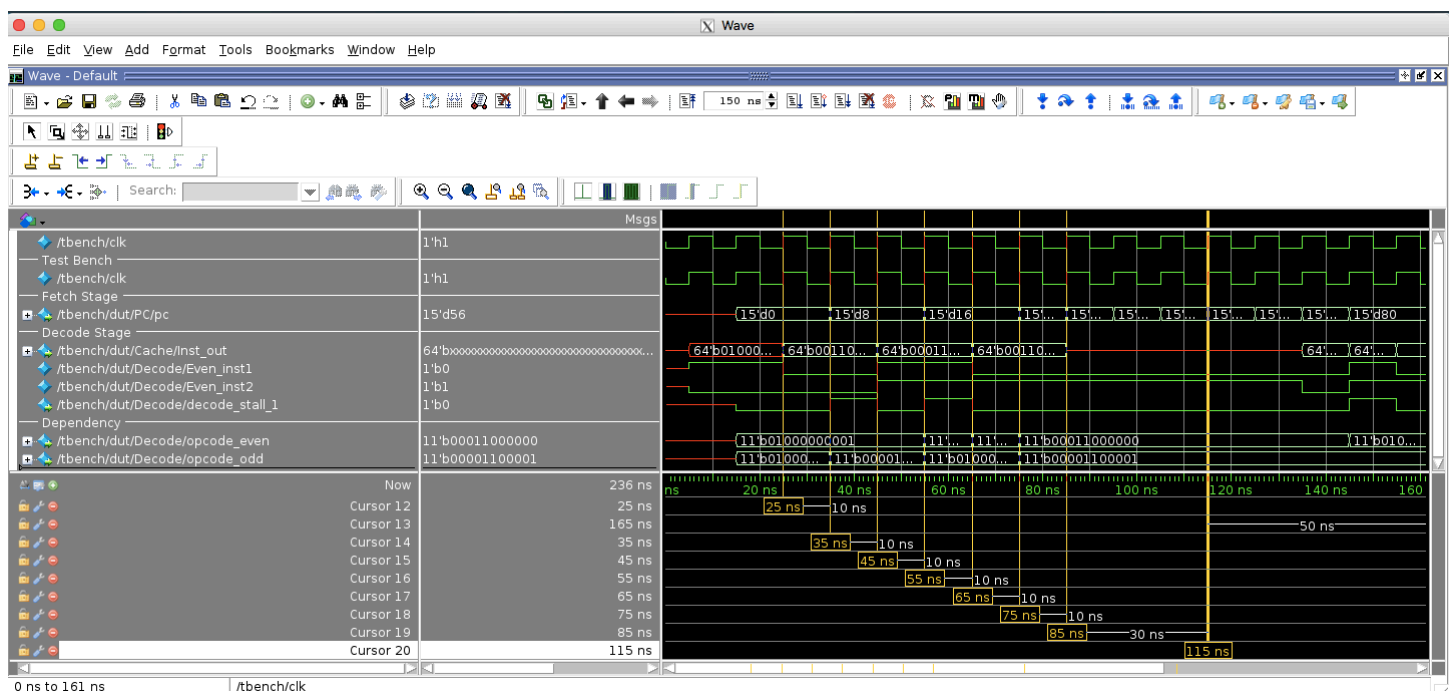 Wave
File Edit View Add Format Tools Bookmarks Window Help
Wave - Default
150 ns
Search:
Msgs
/tbench/clk 1'h1
Test Bench
/tbench/clk 1'h1
Fetch Stage
/tbench/dut/PC/pc 15'd56 15'd0 15'd8 15'd16 15'... 15'... 15'... 15'... 15'... 15'... 15'... 15'd80
Decode Stage
/tbench/dut/Cache/Inst_out 64'b01000... 64'b00110... 64'b00011... 64'b00110... 64'... 64'...
/tbench/dut/Decode/Even_inst1 1'b0
/tbench/dut/Decode/Even_inst2 1'b1
/tbench/dut/Decode/decode_stall_1 1'b0
Dependency
/tbench/dut/Decode/opcode_even 11'b00011000000 11'b01000000001 11'... 11'... 11'b00011000000 11'b010...
/tbench/dut/Decode/opcode_odd 11'b00001100001 11'b01000... 11'b00001... 11'b01000... 11'b00001100001
Now 236 ns ns 20 ns 40 ns 60 ns 80 ns 100 ns 120 ns 140 ns 160
Cursor 12 25 ns 25 ns 10 ns
Cursor 13 165 ns 50 ns
Cursor 14 35 ns 35 ns 10 ns
Cursor 15 45 ns 45 ns 10 ns
Cursor 16 55 ns 55 ns 10 ns
Cursor 17 65 ns 65 ns 10 ns
Cursor 18 75 ns 75 ns 10 ns
Cursor 19 85 ns 85 ns 30 ns
Cursor 20 115 ns 115 ns
0 ns to 161 ns /tbench/clk